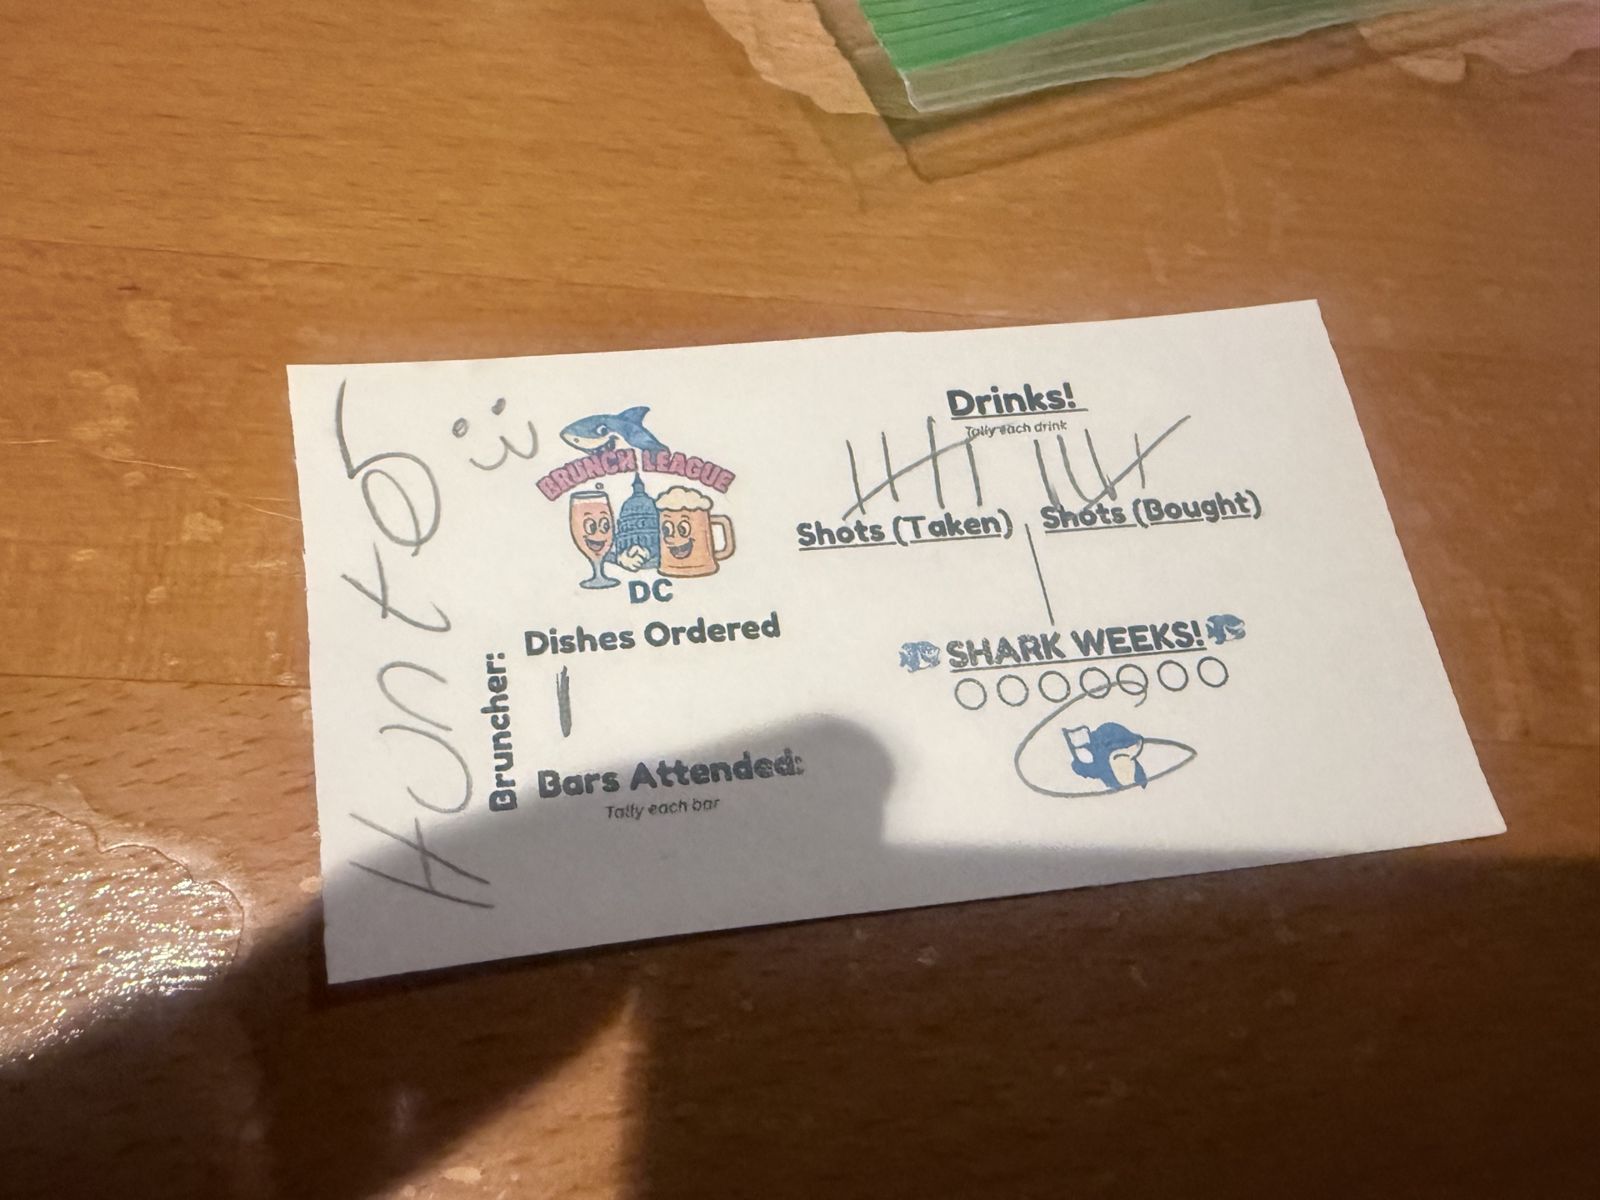 Hunter
Bruncher:
BRUNCH LEAGUE
DC
Dishes Ordered
Bars Attended:
Tally each bar
Drinks!
Tally each drink
Shots (Taken)
Shots (Bought)
SHARK WEEKS!